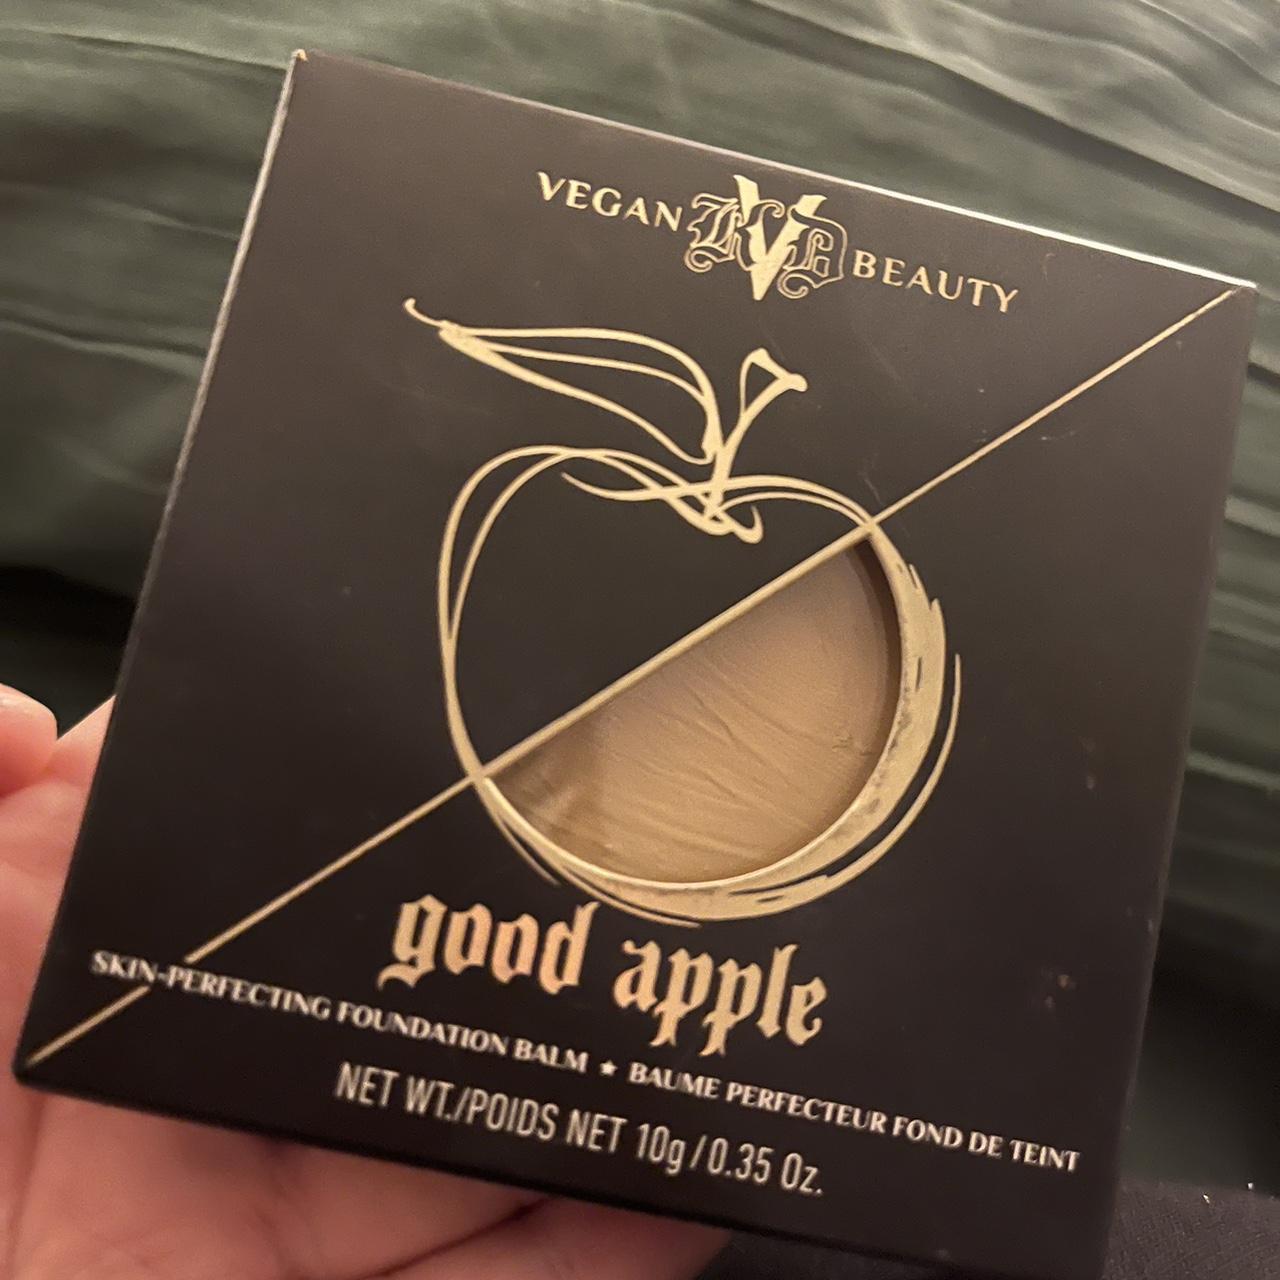 VEGAN KVD BEAUTY
good apple
SKIN-PERFECTING FOUNDATION BALM ★ BAUME PERFECTEUR FOND DE TEINT
NET WT./POIDS NET 10g/0.35 Oz.